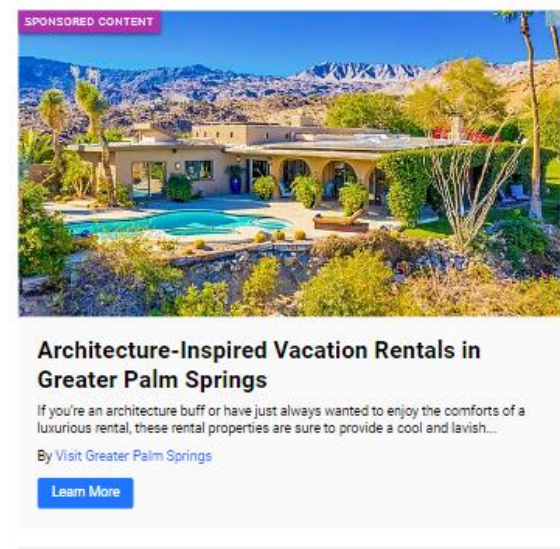 SPONSORED CONTENT
Architecture-Inspired Vacation Rentals in
Greater Palm Springs
If you're an architecture buff or have just always wanted to enjoy the comforts of a
luxurious rental, these rental properties are sure to provide a cool and lavish...
By Visit Greater Palm Springs
Learn More